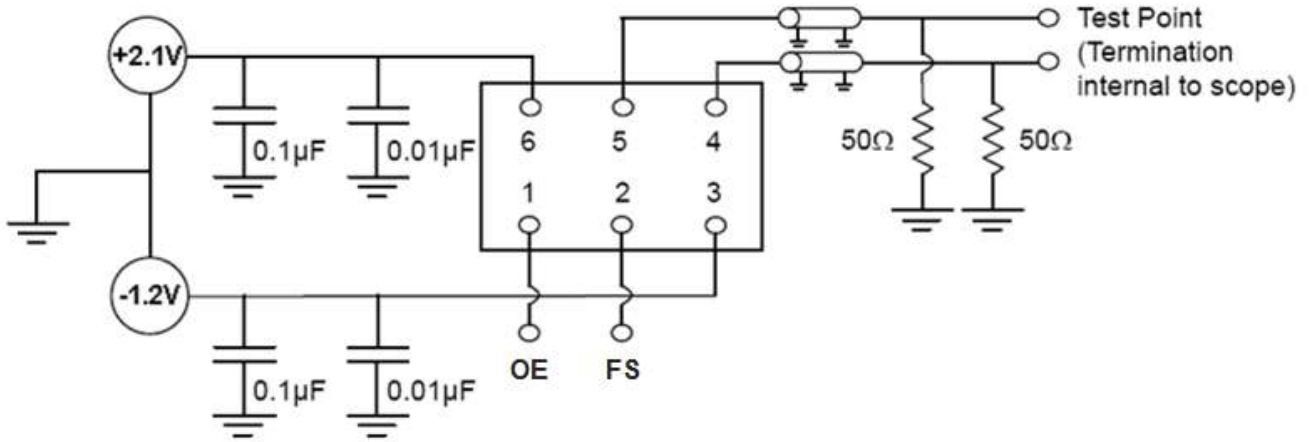 +2.1V
Test Point
(Termination
internal to scope)
0.1µF
0.01µF
6
5
4
50Ω
50Ω
1
2
3
-1.2V
0.1µF
0.01µF
OE
FS